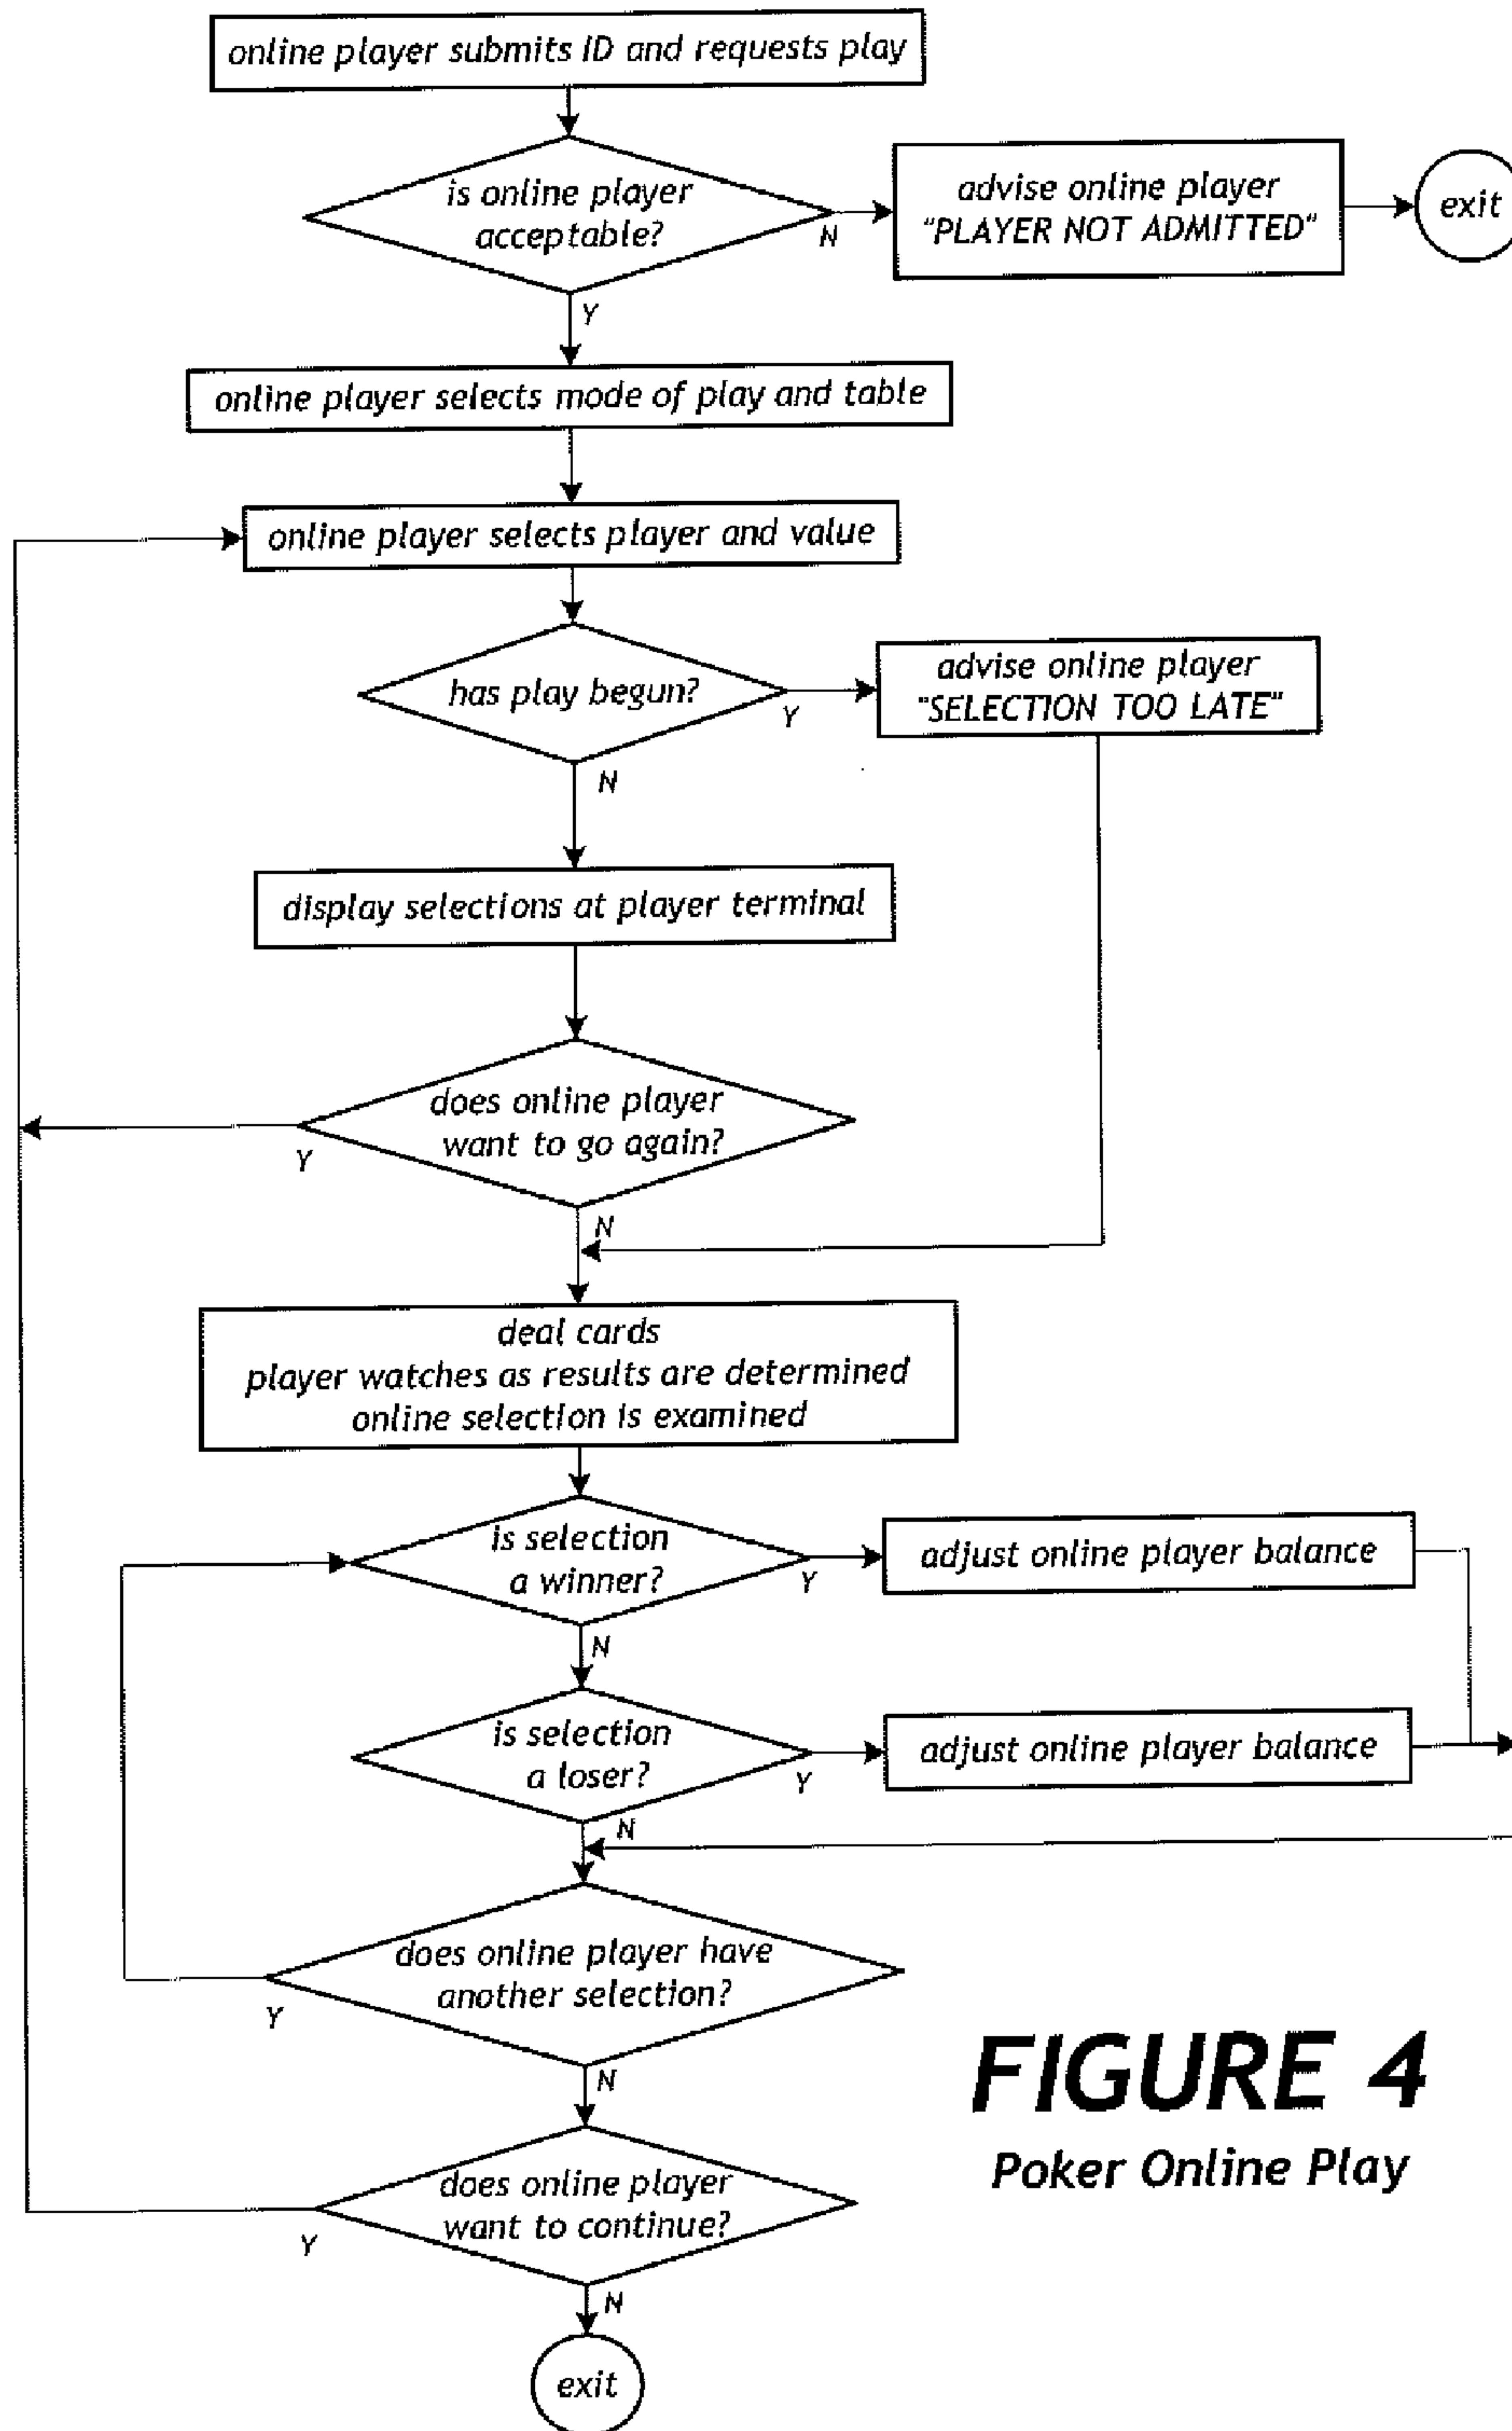 online player submits ID and requests play
is online player
acceptable?
N
advise online player
"PLAYER NOT ADMITTED"
exit
Y
online player selects mode of play and table
online player selects player and value
has play begun?
Y
advise online player
"SELECTION TOO LATE"
N
display selections at player terminal
does online player
want to go again?
Y
N
deal cards
player watches as results are determined
online selection is examined
is selection
a winner?
Y
adjust online player balance
N
is selection
a loser?
Y
adjust online player balance
N
does online player have
another selection?
Y
N
does online player
want to continue?
Y
N
exit
FIGURE 4
Poker Online Play